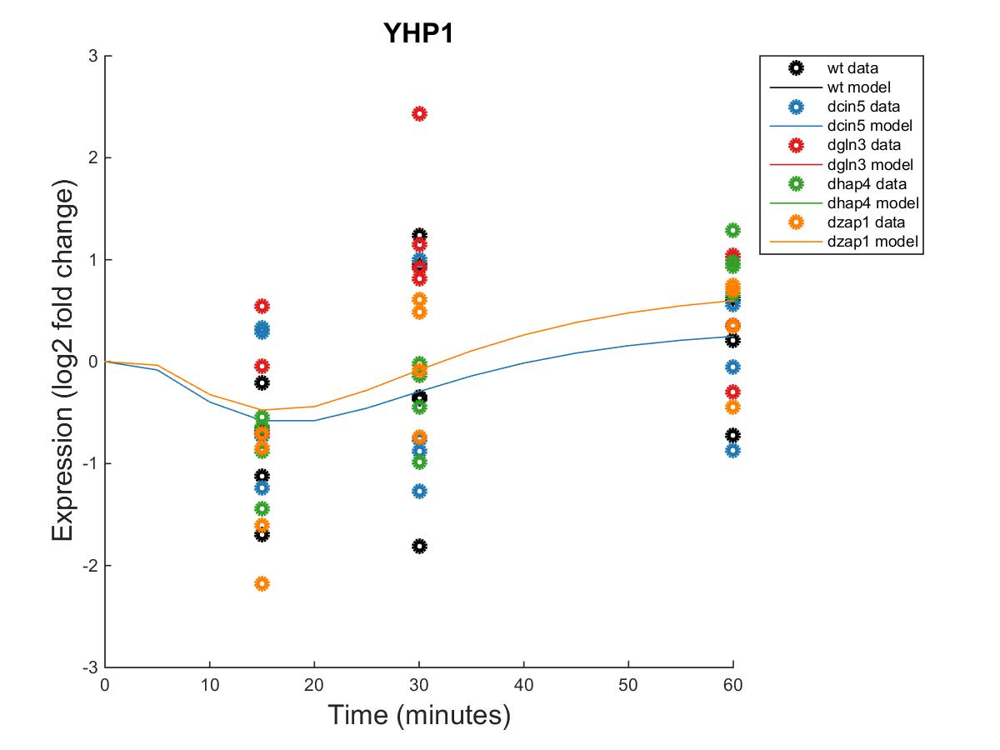 YHP1
Expression (log2 fold change)
3
2
1
0
-1
-2
-3
0 10 20 30 40 50 60
Time (minutes)
wt data
wt model
dcin5 data
dcin5 model
dgln3 data
dgln3 model
dhap4 data
dhap4 model
dzap1 data
dzap1 model